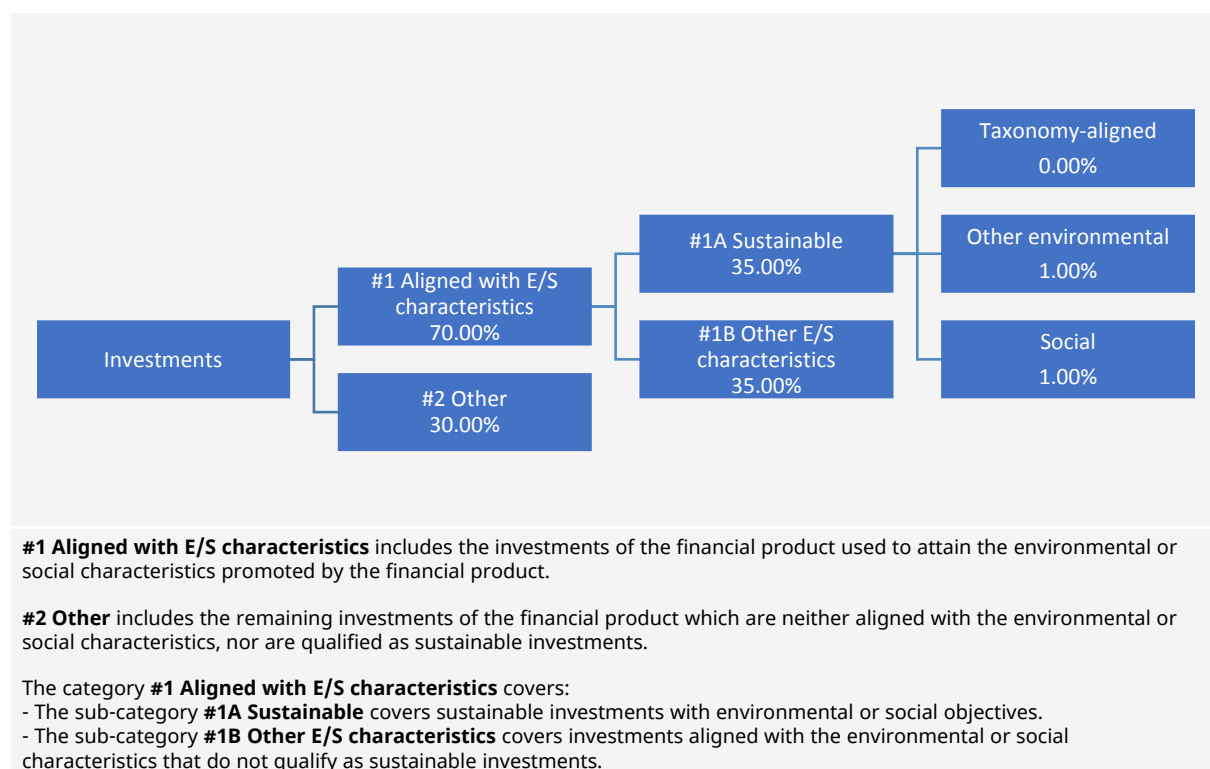 Investments
#1 Aligned with E/S
characteristics
70.00%
#2 Other
30.00%
#1A Sustainable
35.00%
#1B Other E/S
characteristics
35.00%
Taxonomy-aligned
0.00%
Other environmental
1.00%
Social
1.00%
#1 Aligned with E/S characteristics includes the investments of the financial product used to attain the environmental or
social characteristics promoted by the financial product.
#2 Other includes the remaining investments of the financial product which are neither aligned with the environmental or
social characteristics, nor are qualified as sustainable investments.
The category #1 Aligned with E/S characteristics covers:
- The sub-category #1A Sustainable covers sustainable investments with environmental or social objectives.
- The sub-category #1B Other E/S characteristics covers investments aligned with the environmental or social
characteristics that do not qualify as sustainable investments.